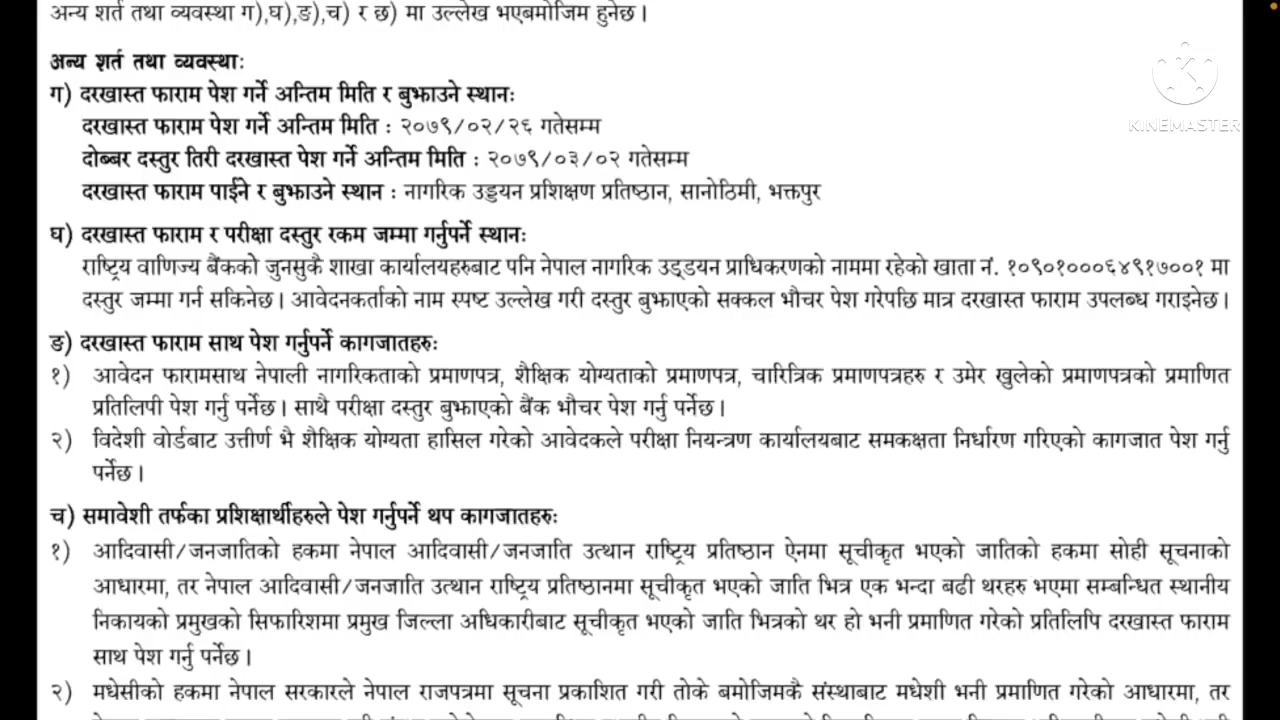 अन्य शर्त तथा व्यवस्था ग),घ),ङ),च) र छ) मा उल्लेख भएबमोजिम हुनेछ ।
अन्य शर्त तथा व्यवस्थाः
ग) दरखास्त फाराम पेश गर्ने अन्तिम मिति र बुझाउने स्थानः
दरखास्त फाराम पेश गर्ने अन्तिम मिति : २०७९/०२/२६ गतेसम्म
दोब्बर दस्तुर तिरी दरखास्त पेश गर्ने अन्तिम मिति : २०७९/०३/०२ गतेसम्म
दरखास्त फाराम पाईने र बुझाउने स्थान : नागरिक उड्डयन प्रशिक्षण प्रतिष्ठान, सानोठिमी, भक्तपुर
घ) दरखास्त फाराम र परीक्षा दस्तुर रकम जम्मा गर्नुपर्ने स्थानः
राष्ट्रिय वाणिज्य बैंकको जुनसुकै शाखा कार्यालयहरुबाट पनि नेपाल नागरिक उड्डयन प्राधिकरणको नाममा रहेको खाता नं. १०९०१०००६४९१७००१ मा
दस्तुर जम्मा गर्न सकिनेछ । आवेदनकर्ताको नाम स्पष्ट उल्लेख गरी दस्तुर बुझाएको सक्कल भौचर पेश गरेपछि मात्र दरखास्त फाराम उपलब्ध गराइनेछ ।
ङ) दरखास्त फाराम साथ पेश गर्नुपर्ने कागजातहरुः
१) आवेदन फारामसाथ नेपाली नागरिकताको प्रमाणपत्र, शैक्षिक योग्यताको प्रमाणपत्र, चारित्रिक प्रमाणपत्रहरु र उमेर खुलेको प्रमाणपत्रको प्रमाणित
प्रतिलिपी पेश गर्नु पर्नेछ । साथै परीक्षा दस्तुर बुझाएको बैंक भौचर पेश गर्नु पर्नेछ ।
२) विदेशी वोर्डबाट उत्तीर्ण भै शैक्षिक योग्यता हासिल गरेको आवेदकले परीक्षा नियन्त्रण कार्यालयबाट समकक्षता निर्धारण गरिएको कागजात पेश गर्नु
पर्नेछ ।
च) समावेशी तर्फका प्रशिक्षार्थीहरुले पेश गर्नुपर्ने थप कागजातहरुः
१) आदिवासी/जनजातिको हकमा नेपाल आदिवासी/जनजाति उत्थान राष्ट्रिय प्रतिष्ठान ऐनमा सूचीकृत भएको जातिको हकमा सोही सूचनाको
आधारमा, तर नेपाल आदिवासी/जनजाति उत्थान राष्ट्रिय प्रतिष्ठानमा सूचीकृत भएको जाति भित्र एक भन्दा बढी थरहरु भएमा सम्बन्धित स्थानीय
निकायको प्रमुखको सिफारिशमा प्रमुख जिल्ला अधिकारीबाट सूचीकृत भएको जाति भित्रको थर हो भनी प्रमाणित गरेको प्रतिलिपि दरखास्त फाराम
साथ पेश गर्नु पर्नेछ ।
२) मधेसीको हकमा नेपाल सरकारले नेपाल राजपत्रमा सूचना प्रकाशित गरी तोके बमोजिमकै संस्थाबाट मधेशी भनी प्रमाणित गरेको आधारमा, तर
KINEMASTER